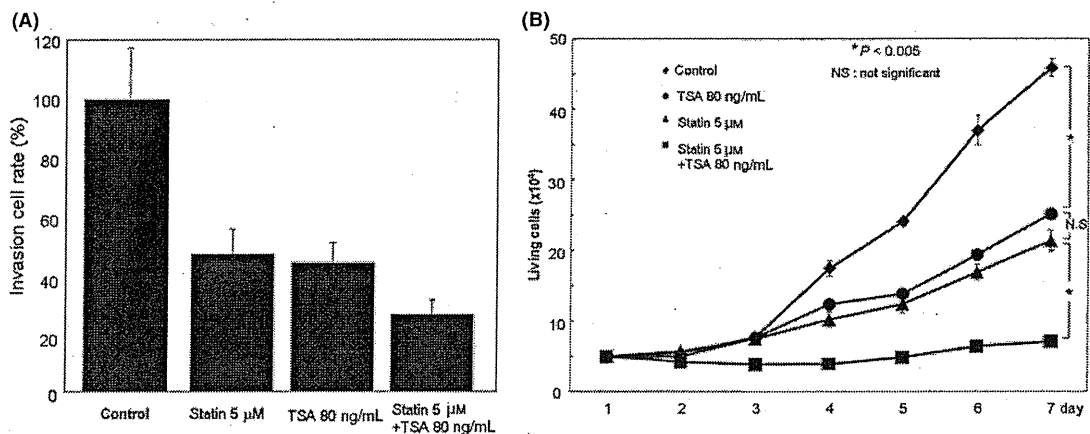 (A)
120
100
80
60
40
20
0
Invasion cell rate (%)
Control
Statin 5 μM
TSA 80 ng/mL
Statin 5 μM
+TSA 80 ng/mL
(B)
50
40
30
20
10
0
Living cells (x10⁴)
*P < 0.005
NS : not significant
Control
TSA 80 ng/mL
Statin 5 μM
Statin 5 μM
+TSA 80 ng/mL
*
N.S
*
1 2 3 4 5 6 7 day